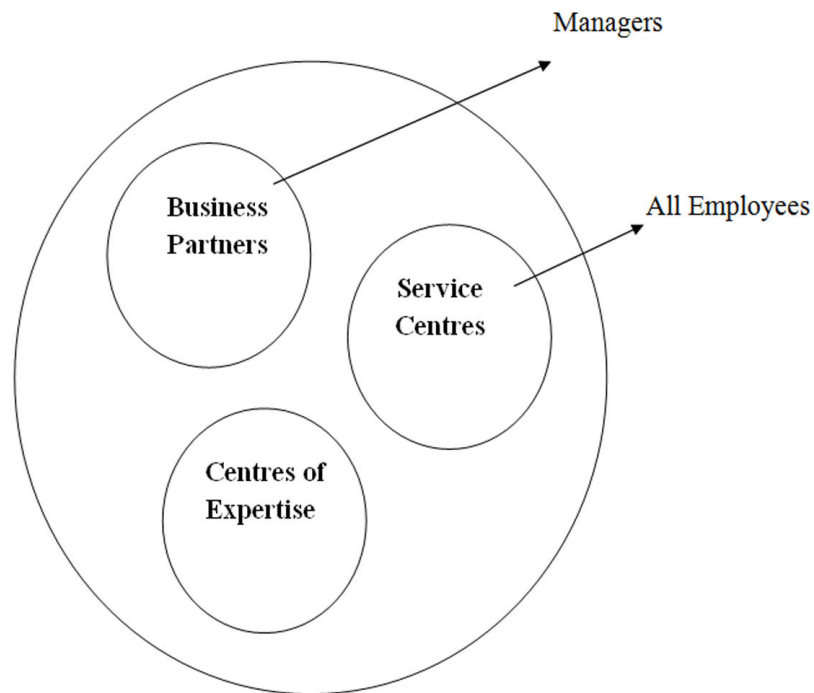 Managers
Business
Partners
All Employees
Service
Centres
Centres of
Expertise